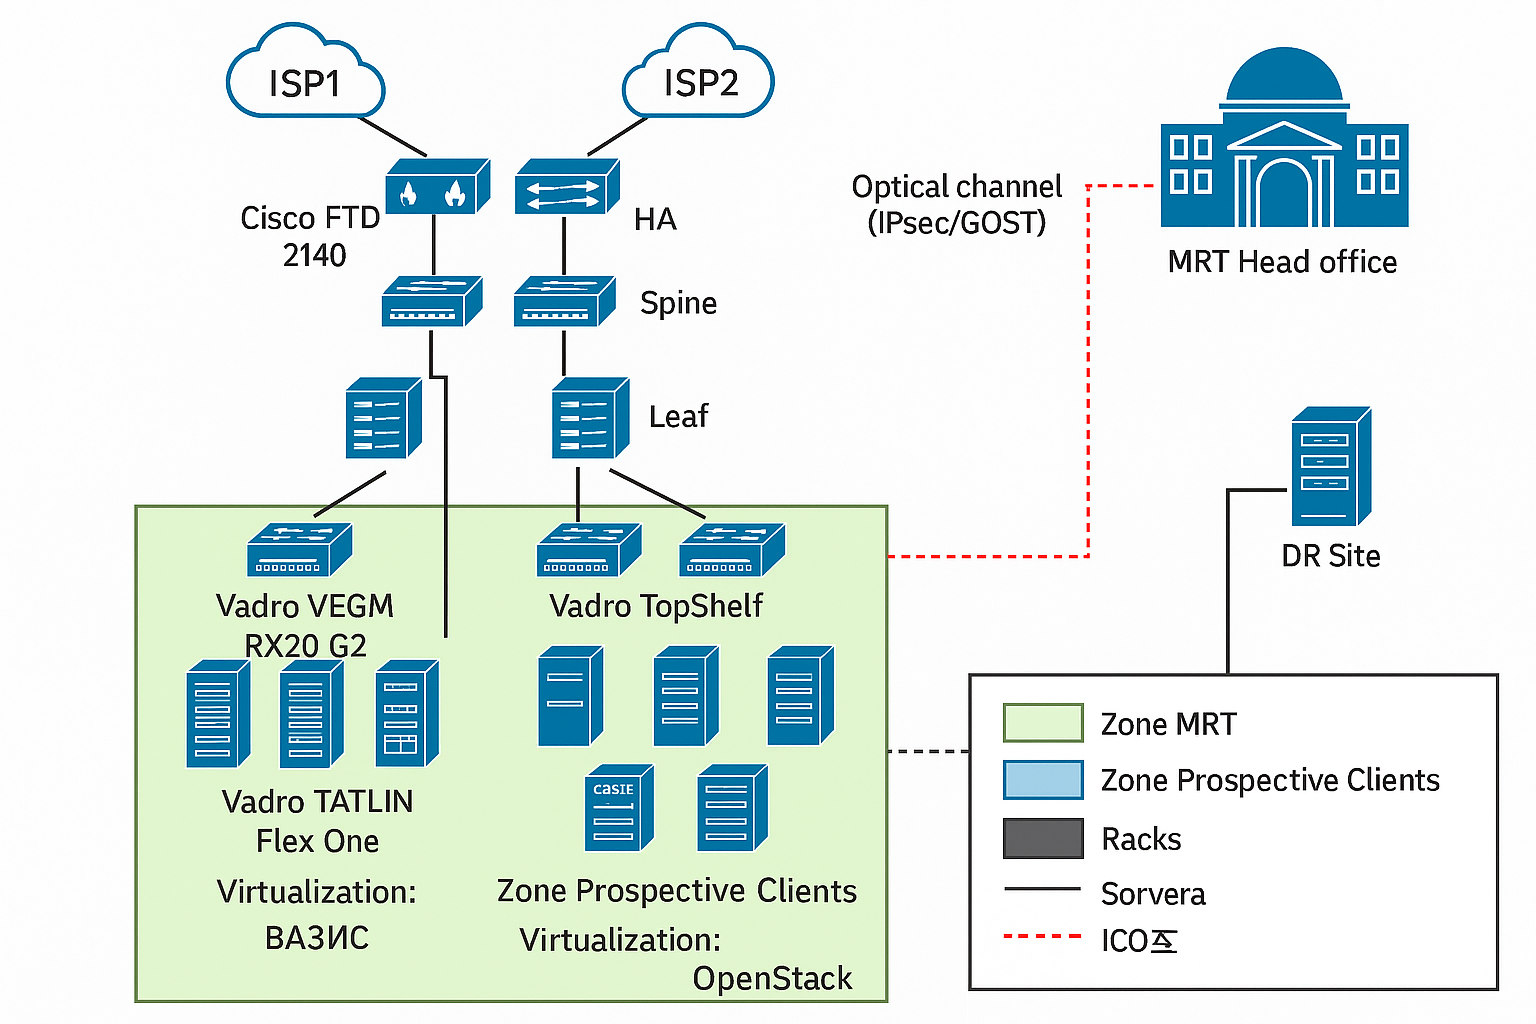 ISP1
ISP2
Cisco FTD
2140
HA
Spine
Leaf
Optical channel
(IPsec/GOST)
MRT Head office
DR Site
Vadro VEGM
RX20 G2
Vadro TopShelf
Vadro TATLIN
Flex One
Virtualization:
ВАЗИС
CASIE
Zone Prospective Clients
Virtualization:
OpenStack
Zone MRT
Zone Prospective Clients
Racks
Sorvera